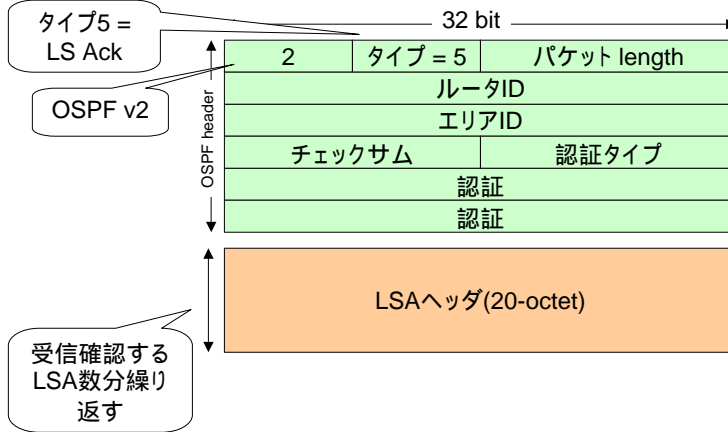 タイプ5 =
LS Ack
32 bit
2
タイプ = 5
パケット length
OSPF v2
OSPF header
ルータID
エリアID
チェックサム
認証タイプ
認証
認証
LSAヘッダ(20-octet)
受信確認する
LSA数分繰り
返す